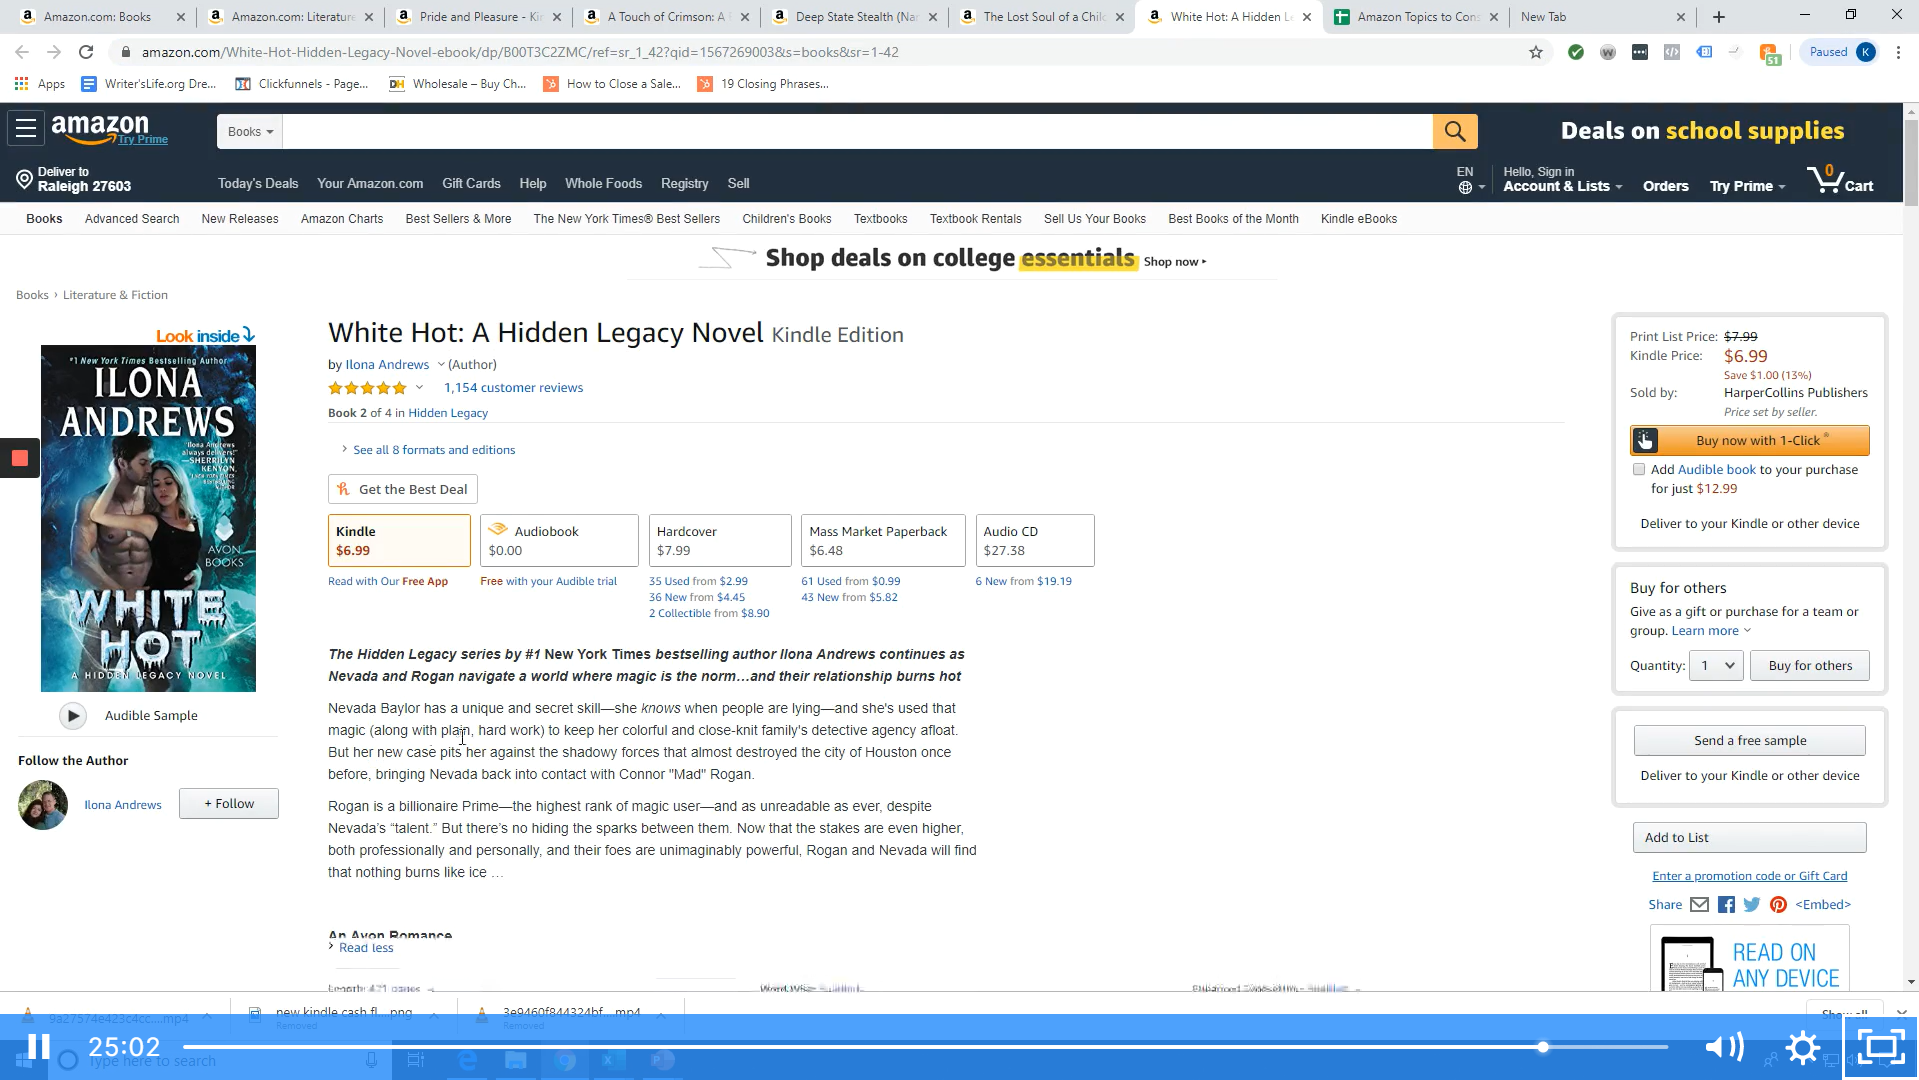 Amazon.com: Books
Amazon.com: Literature
Pride and Pleasure - Ki
A Touch of Crimson: A
Deep State Stealth (Na
The Lost Soul of a Chil
White Hot: A Hidden Le
Amazon Topics to Con
New Tab
amazon.com/White-Hot-Hidden-Legacy-Novel-ebook/dp/B00T3C2ZMC/ref=sr_1_42?qid=1567269003&s=books&sr=1-42
51
Paused K
Apps
Writer'sLife.org Dre...
Clickfunnels - Page...
DH Wholesale – Buy Ch...
How to Close a Sale...
19 Closing Phrases...
amazon
Try Prime
Books
Deals on school supplies
Deliver to
Raleigh 27603
Today's Deals Your Amazon.com Gift Cards Help Whole Foods Registry Sell
EN
Hello, Sign in
Account & Lists
Orders
Try Prime
0
Cart
Books Advanced Search New Releases Amazon Charts Best Sellers & More The New York Times® Best Sellers Children's Books Textbooks Textbook Rentals Sell Us Your Books Best Books of the Month Kindle eBooks
Shop deals on college essentials Shop now ▸
Books › Literature & Fiction
Look inside
#1 New York Times Bestselling Author
ILONA
ANDREWS
"Ilona Andrews
always delivers!"
—SHERRILYN
KENYON,
AVON
BOOKS
WHITE
HOT
A HIDDEN LEGACY NOVEL
Audible Sample
Follow the Author
Ilona Andrews
+ Follow
White Hot: A Hidden Legacy Novel Kindle Edition
by Ilona Andrews (Author)
1,154 customer reviews
Book 2 of 4 in Hidden Legacy
See all 8 formats and editions
Get the Best Deal
Kindle
$6.99
Read with Our Free App
Audiobook
$0.00
Free with your Audible trial
Hardcover
$7.99
35 Used from $2.99
36 New from $4.45
2 Collectible from $8.90
Mass Market Paperback
$6.48
61 Used from $0.99
43 New from $5.82
Audio CD
$27.38
6 New from $19.19
The Hidden Legacy series by #1 New York Times bestselling author Ilona Andrews continues as
Nevada and Rogan navigate a world where magic is the norm…and their relationship burns hot
Nevada Baylor has a unique and secret skill—she knows when people are lying—and she's used that
magic (along with plain, hard work) to keep her colorful and close-knit family's detective agency afloat.
But her new case pits her against the shadowy forces that almost destroyed the city of Houston once
before, bringing Nevada back into contact with Connor "Mad" Rogan.
Rogan is a billionaire Prime—the highest rank of magic user—and as unreadable as ever, despite
Nevada's "talent." But there's no hiding the sparks between them. Now that the stakes are even higher,
both professionally and personally, and their foes are unimaginably powerful, Rogan and Nevada will find
that nothing burns like ice …
An Avon Romance
Read less
Print List Price: $7.99
Kindle Price: $6.99
Save $1.00 (13%)
Sold by: HarperCollins Publishers
Price set by seller.
Buy now with 1-Click ®
Add Audible book to your purchase
for just $12.99
Deliver to your Kindle or other device
Buy for others
Give as a gift or purchase for a team or
group. Learn more
Quantity: 1
Buy for others
Send a free sample
Deliver to your Kindle or other device
Add to List
Enter a promotion code or Gift Card
Share <Embed>
READ ON
ANY DEVICE
9a27574e423c4cc....mp4
new kindle cash fl....png
Removed
3e9460f844324bf....mp4
Removed
Show all
25:02
Type here to search